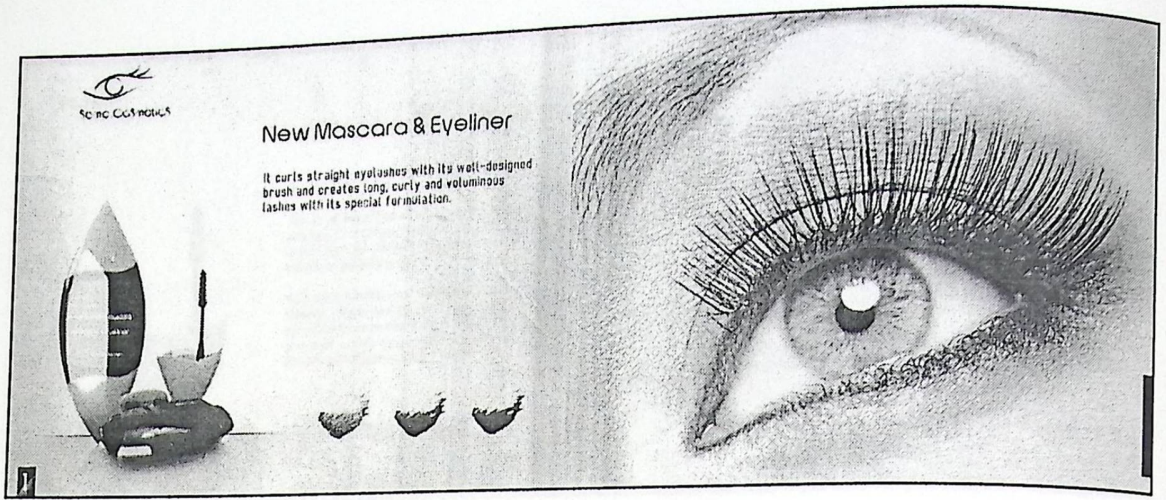 New Mascara & Eyeliner
It curls straight eyelashes with its well-designed
brush and creates long, curly and voluminous
lashes with its special formulation.